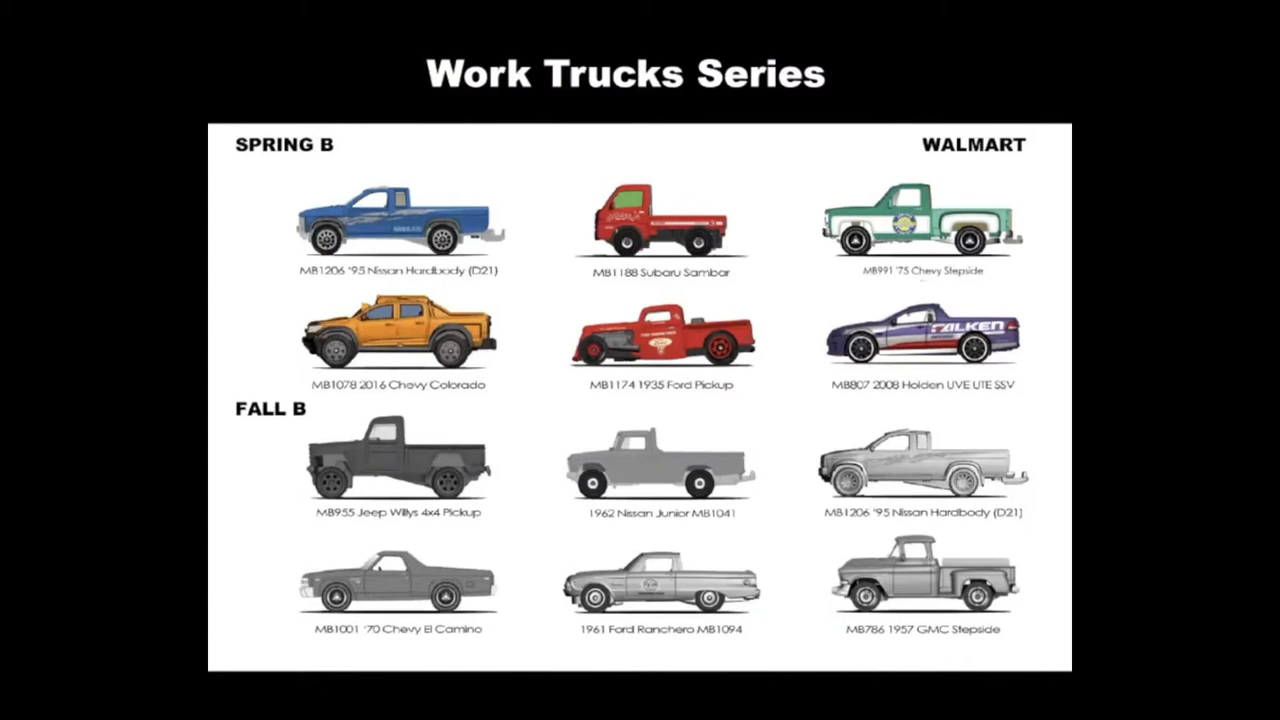 Work Trucks Series
SPRING B
WALMART
NISSAN
MB1206 '95 Nissan Hardbody (D21)
MB1188 Subaru Sambar
MB991 '75 Chevy Stepside
FALKEN
MB1078 2016 Chevy Colorado
MB1174 1935 Ford Pickup
MB807 2008 Holden UVE UTE SSV
FALL B
MB955 Jeep Willys 4x4 Pickup
1962 Nissan Junior MB1041
MB1206 '95 Nissan Hardbody (D21)
MB1001 '70 Chevy El Camino
1961 Ford Ranchero MB1094
MB786 1957 GMC Stepside